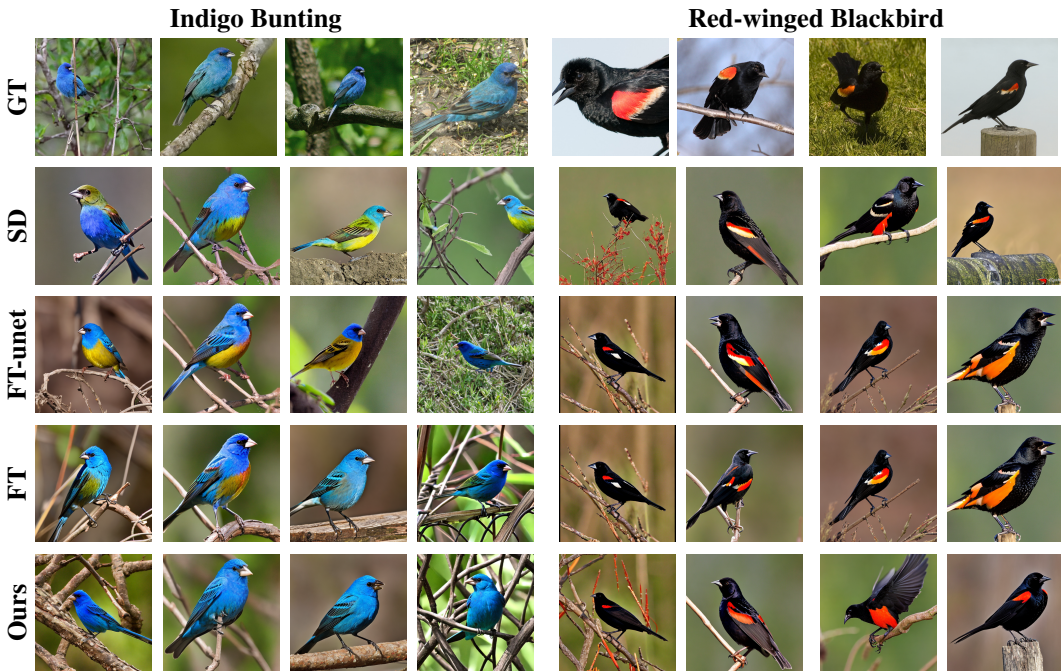 Indigo Bunting
Red-winged Blackbird
GT
SD
FT-unet
FT
Ours